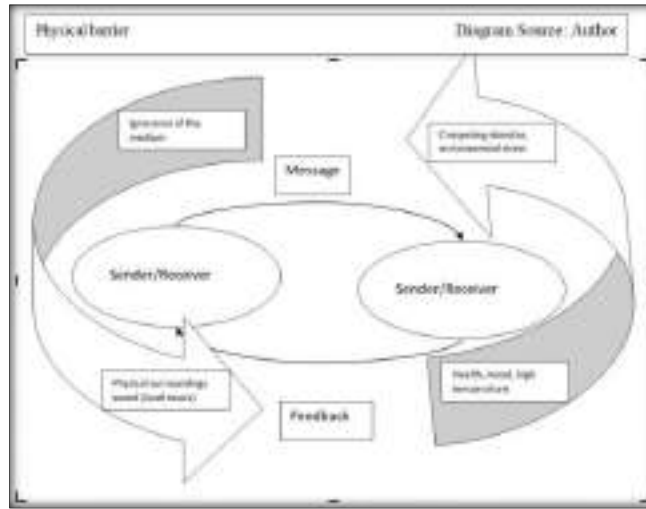 Physical barrier
Diagram Source: Author
Ignorance of the
medium
Competing stimulus,
environmental stress
Message
Sender/Receiver
Sender/Receiver
Physical surroundings
sound (loud noises)
Health, mood, high
temperature
Feedback